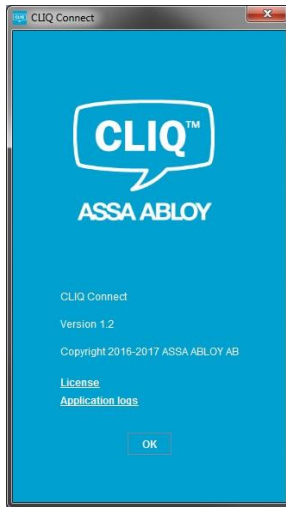 CLIQ Connect
CLIQ™
ASSA ABLOY
CLIQ Connect
Version 1.2
Copyright 2016-2017 ASSA ABLOY AB
License
Application logs
OK